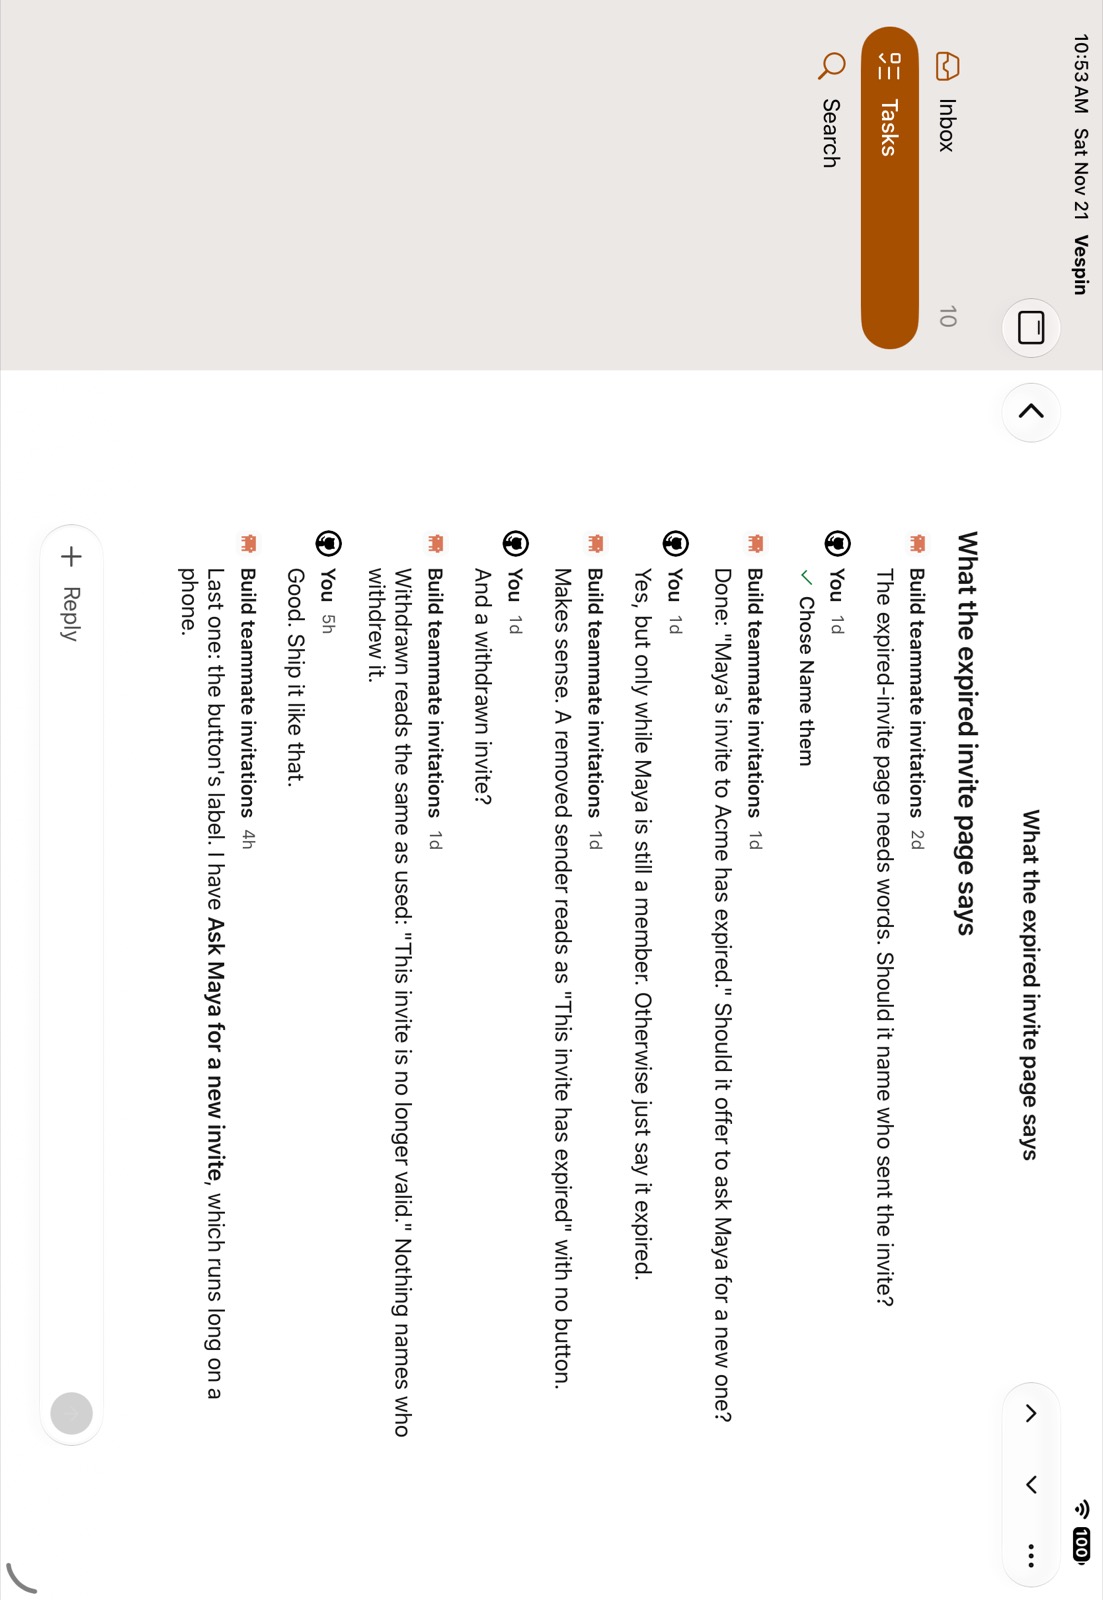 10:53 AM Sat Nov 21 Vespin
100
What the expired invite page says
Inbox 10
Tasks
Search
What the expired invite page says
Build teammate invitations 2d
The expired-invite page needs words. Should it name who sent the invite?
You 1d
Chose Name them
Build teammate invitations 1d
Done: "Maya's invite to Acme has expired." Should it offer to ask Maya for a new one?
You 1d
Yes, but only while Maya is still a member. Otherwise just say it expired.
Build teammate invitations 1d
Makes sense. A removed sender reads as "This invite has expired" with no button.
You 1d
And a withdrawn invite?
Build teammate invitations 1d
Withdrawn reads the same as used: "This invite is no longer valid." Nothing names who
withdrew it.
You 5h
Good. Ship it like that.
Build teammate invitations 4h
Last one: the button's label. I have Ask Maya for a new invite, which runs long on a
phone.
Reply